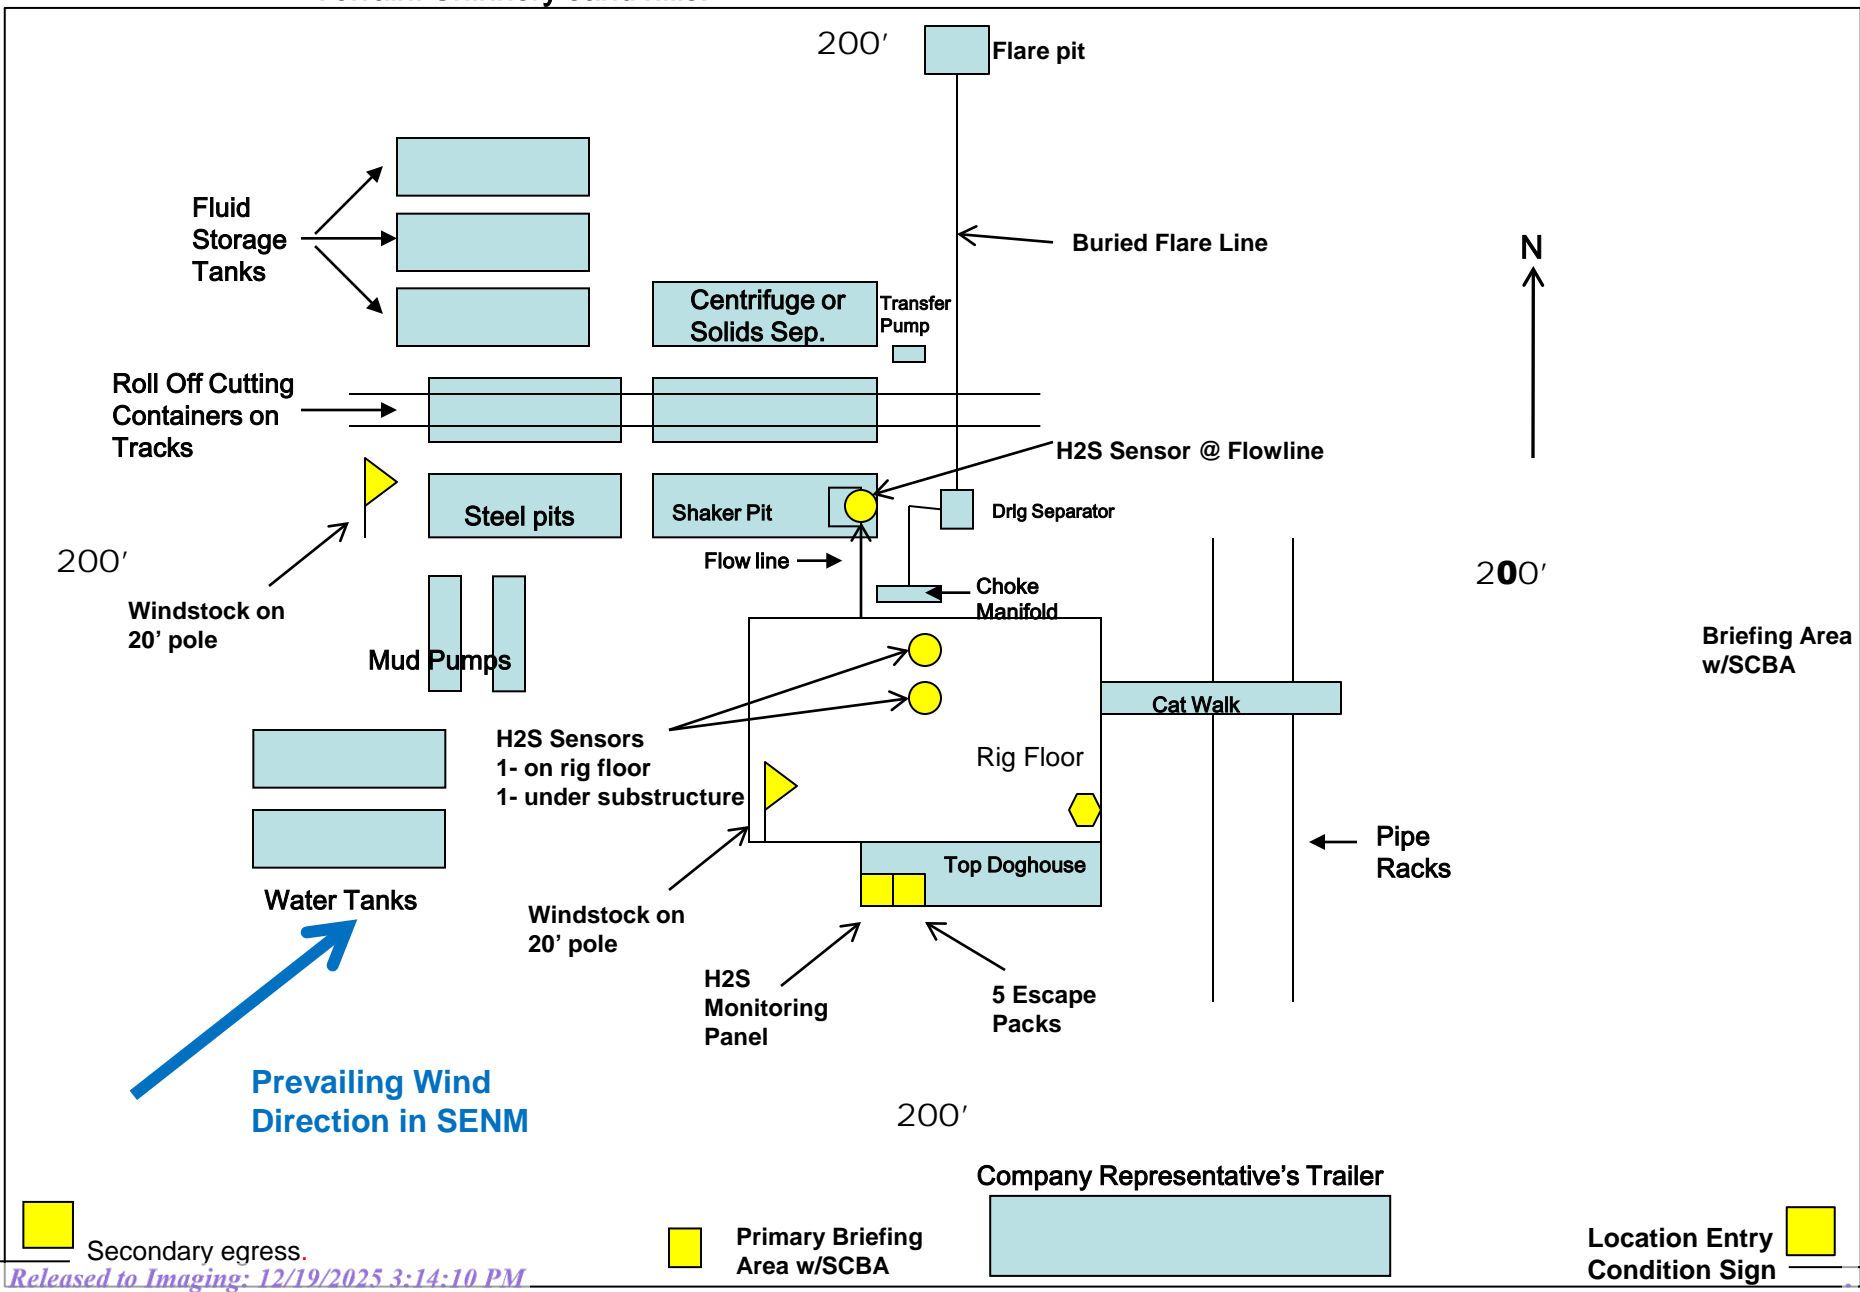 200'
Flare pit
Fluid
Storage
Tanks
Buried Flare Line
N
Centrifuge or
Solids Sep.
Transfer
Pump
Roll Off Cutting
Containers on
Tracks
H2S Sensor @ Flowline
Steel pits
Shaker Pit
Drlg Separator
200'
Flow line
200'
Choke
Manifold
Windstock on
20' pole
Mud Pumps
Briefing Area
w/SCBA
Cat Walk
H2S Sensors
1- on rig floor
1- under substructure
Rig Floor
Pipe
Racks
Top Doghouse
Water Tanks
Windstock on
20' pole
H2S
Monitoring
Panel
5 Escape
Packs
Prevailing Wind
Direction in SENM
200'
Company Representative's Trailer
Secondary egress.
Primary Briefing
Area w/SCBA
Location Entry
Condition Sign
Released to Imaging: 12/19/2025 3:14:10 PM